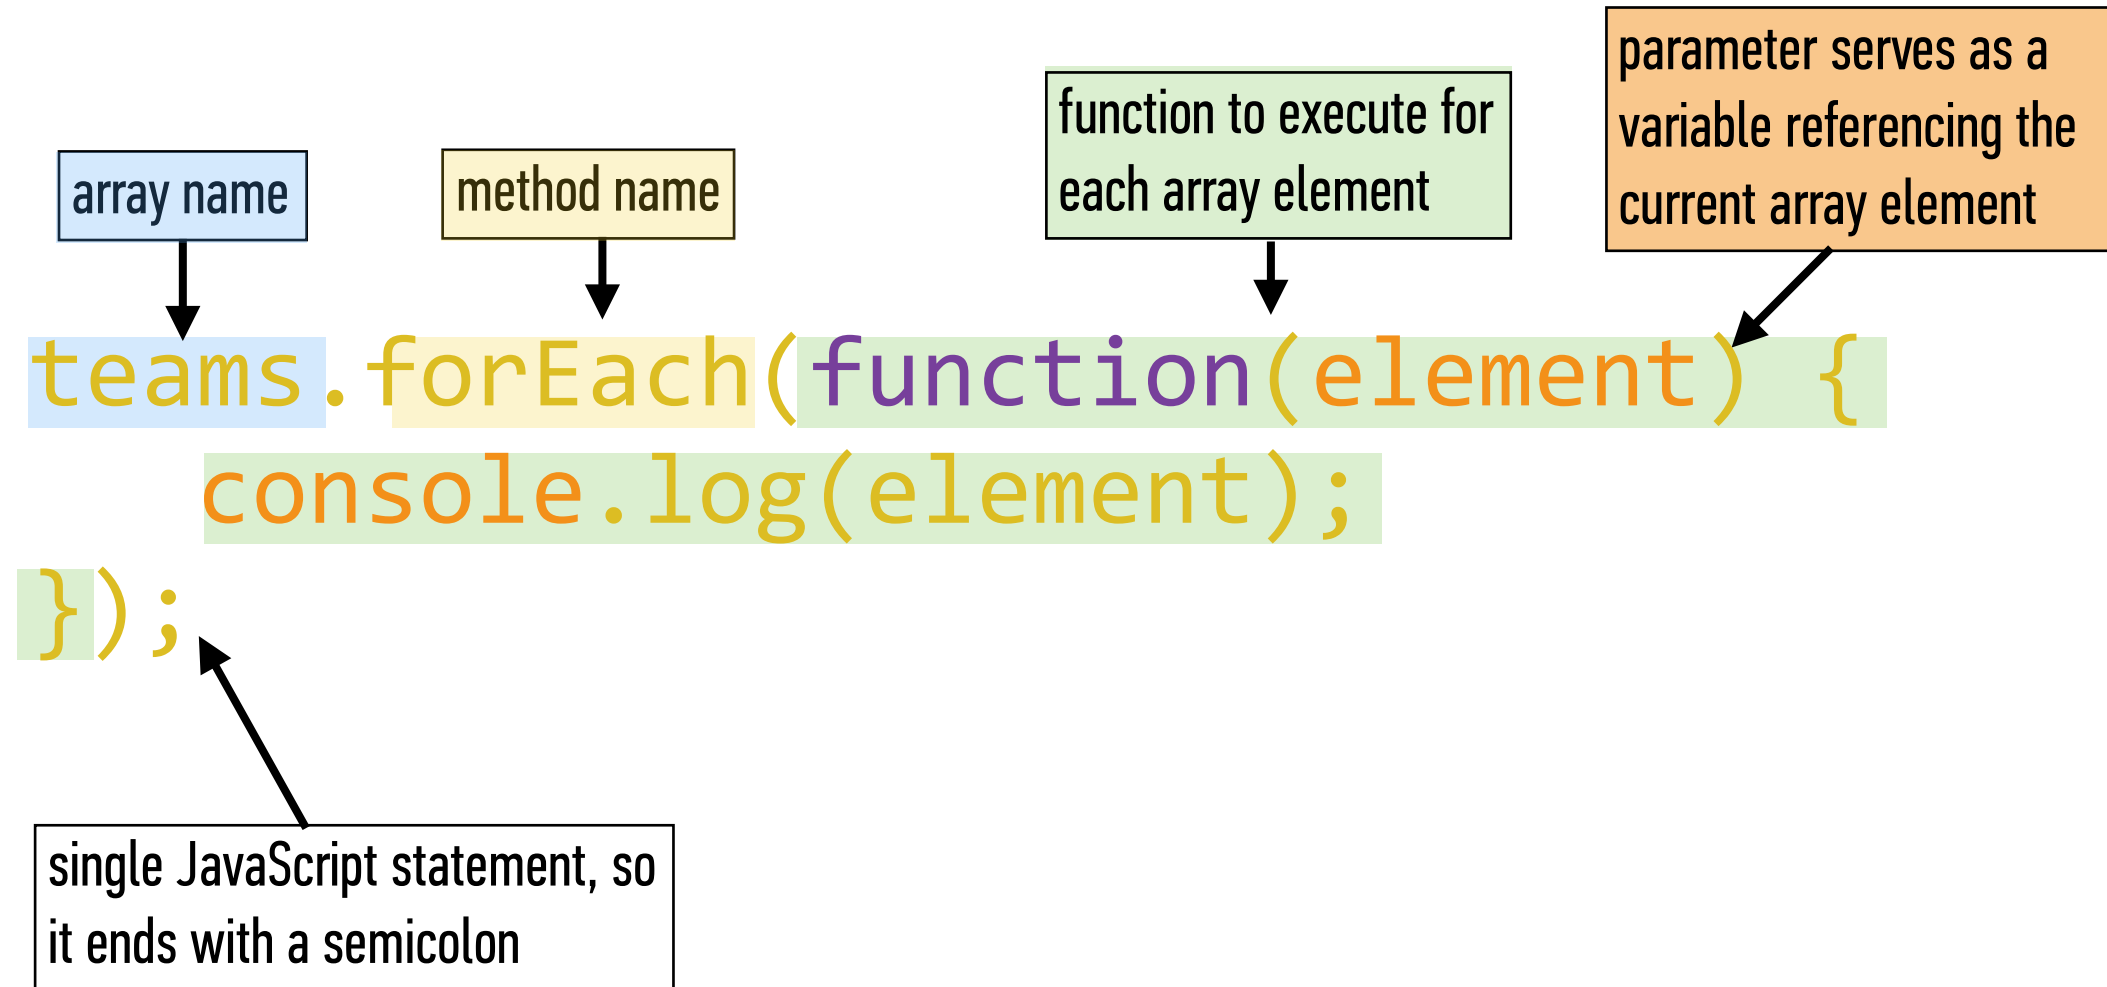 parameter serves as a
variable referencing the
current array element
function to execute for
each array element
array name
method name
teams.forEach(function(element) {
console.log(element);
});
single JavaScript statement, so
it ends with a semicolon